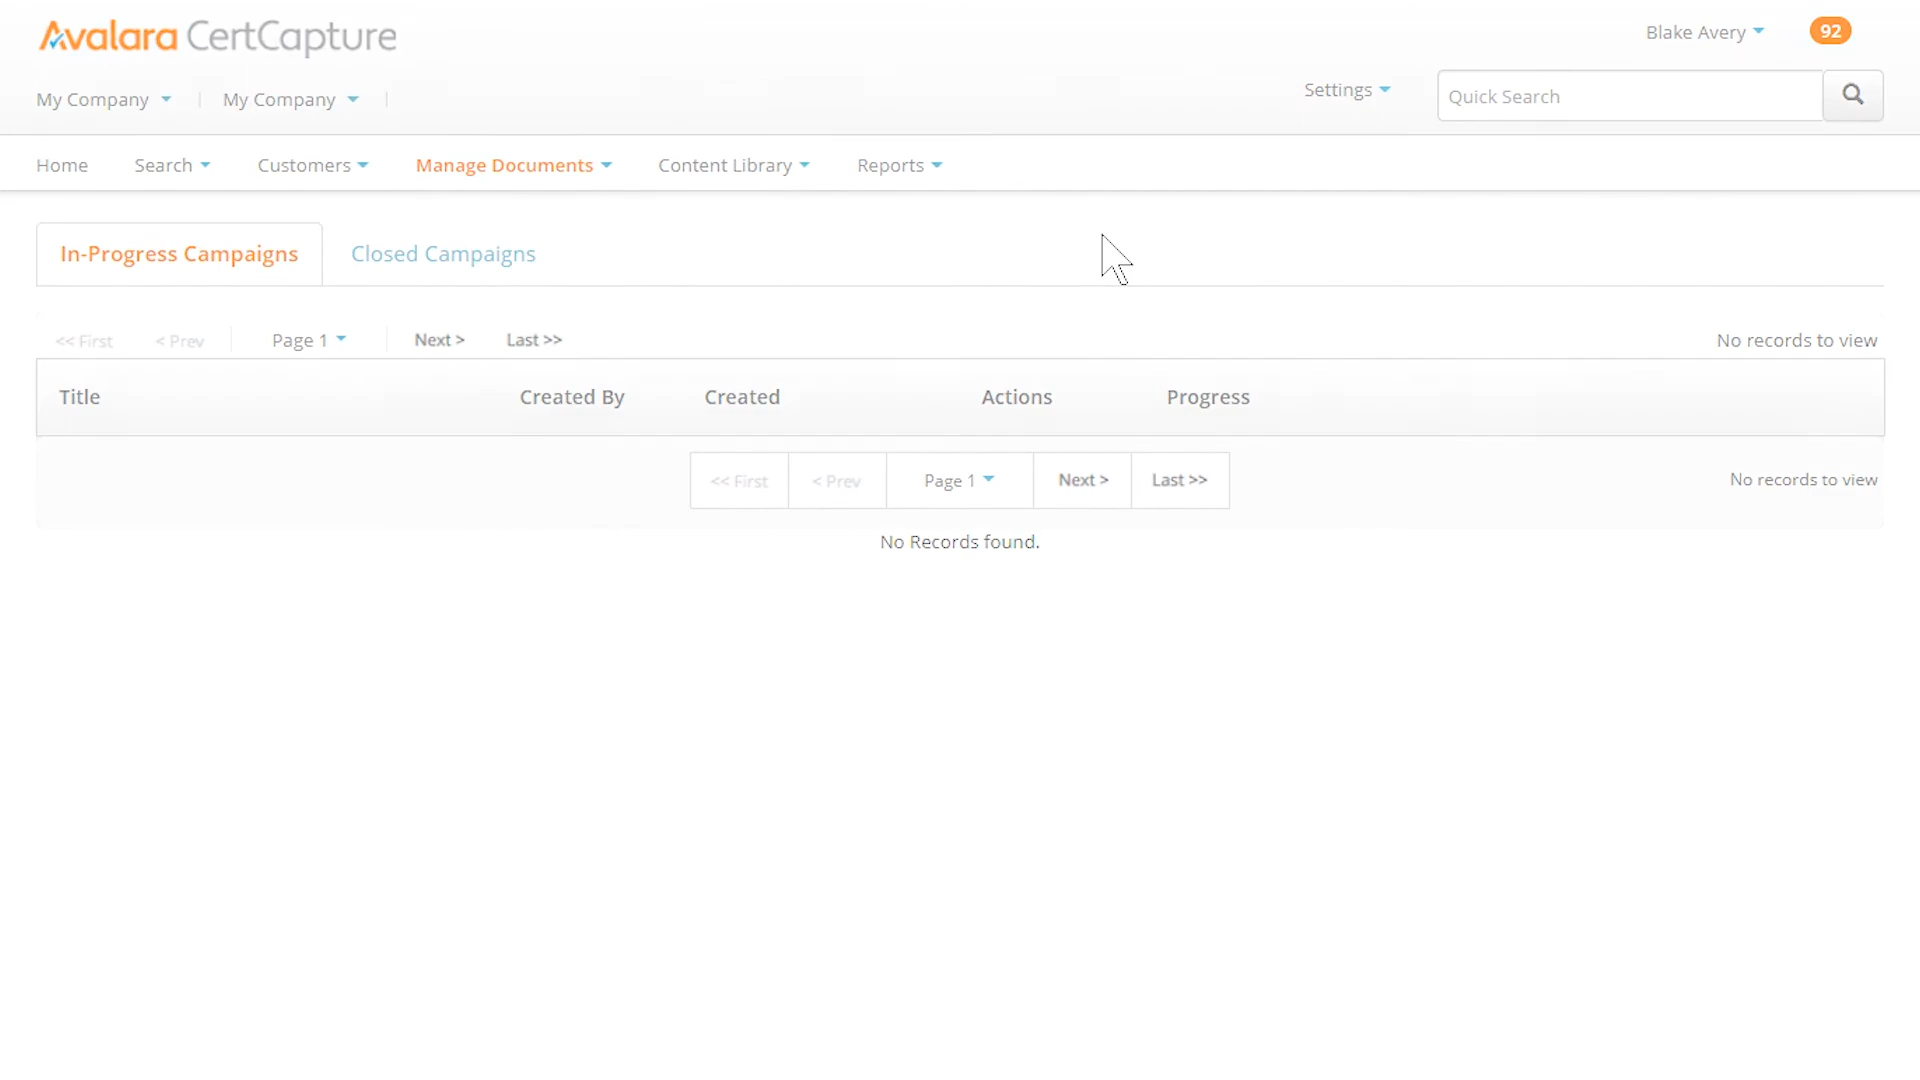 Avalara CertCapture
Blake Avery
92
My Company
My Company
Settings
Quick Search
Home
Search
Customers
Manage Documents
Content Library
Reports
In-Progress Campaigns
Closed Campaigns
<< First
< Prev
Page 1
Next >
Last >>
No records to view
Title
Created By
Created
Actions
Progress
<< First
< Prev
Page 1
Next >
Last >>
No records to view
No Records found.